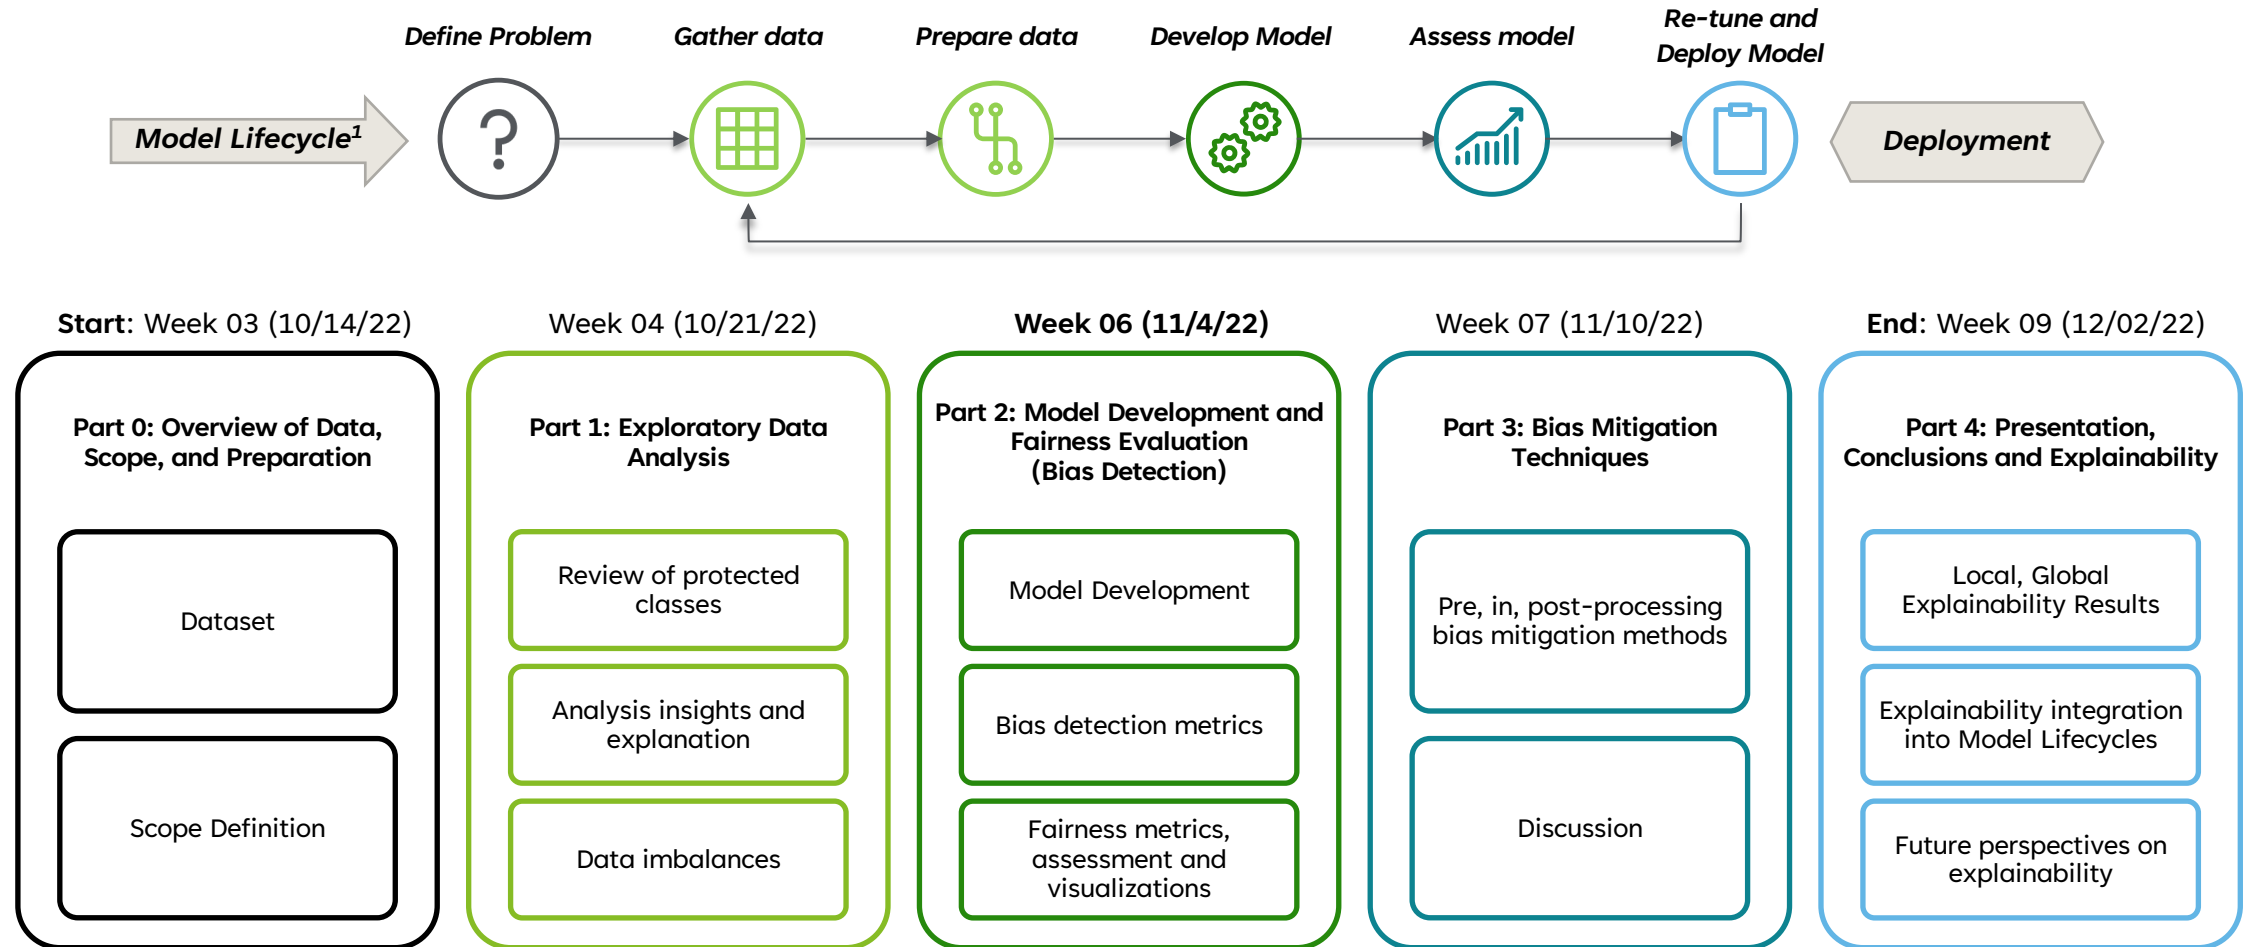 Define Problem
Gather data
Prepare data
Develop Model
Assess model
Re-tune and
Deploy Model
Model Lifecycle1
Deployment
Start: Week 03 (10/14/22)
Week 04 (10/21/22)
Week 06 (11/4/22)
Week 07 (11/10/22)
End: Week 09 (12/02/22)
Part 0: Overview of Data,
Scope, and Preparation
Dataset
Scope Definition
Part 1: Exploratory Data
Analysis
Review of protected
classes
Analysis insights and
explanation
Data imbalances
Part 2: Model Development and
Fairness Evaluation
(Bias Detection)
Model Development
Bias detection metrics
Fairness metrics,
assessment and
visualizations
Part 3: Bias Mitigation
Techniques
Pre, in, post-processing
bias mitigation methods
Discussion
Part 4: Presentation,
Conclusions and Explainability
Local, Global
Explainability Results
Explainability integration
into Model Lifecycles
Future perspectives on
explainability